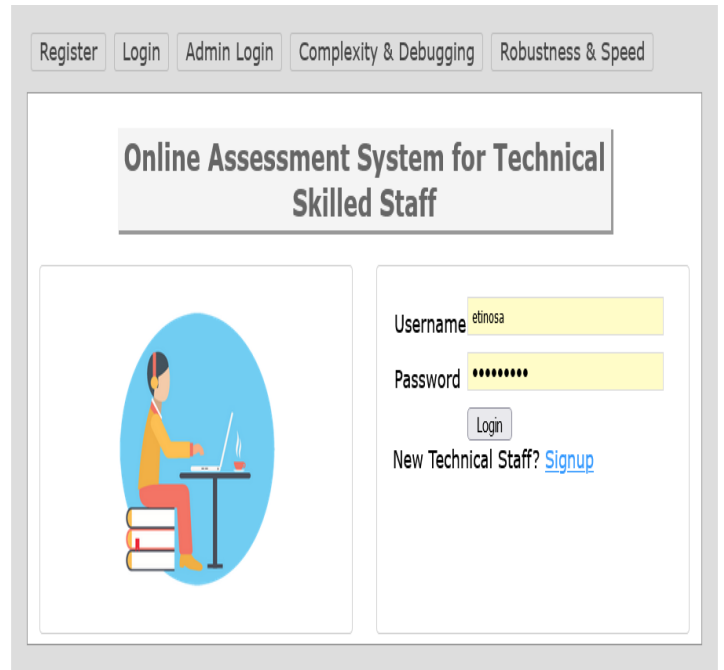 Register Login Admin Login Complexity & Debugging Robustness & Speed
Online Assessment System for Technical
Skilled Staff
Username etinosa
Password •••••••••
Login
New Technical Staff? Signup